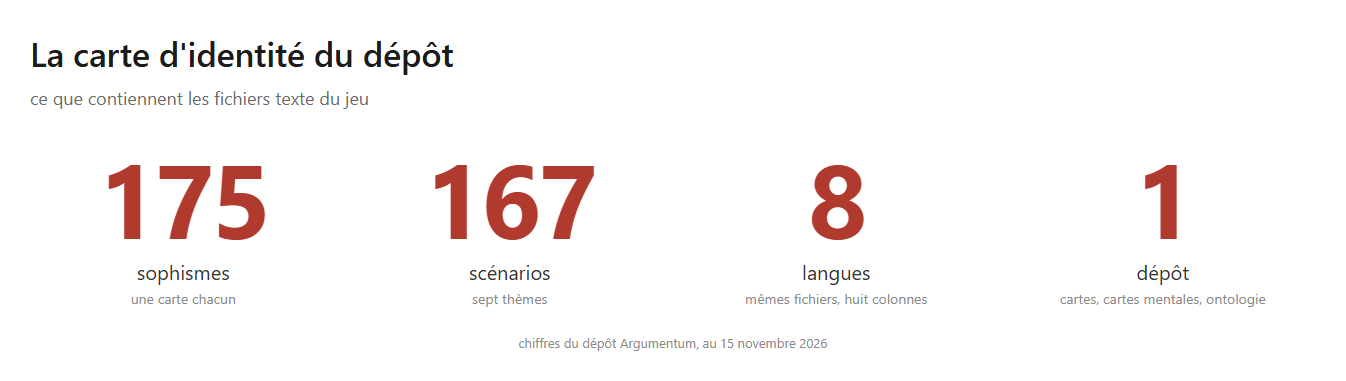 La carte d'identité du dépôt
ce que contiennent les fichiers texte du jeu
175 167 8 1
sophismes scénarios langues dépôt
une carte chacun sept thèmes mêmes fichiers, huit colonnes cartes, cartes mentales, ontologie
chiffres du dépôt Argumentum, au 15 novembre 2026